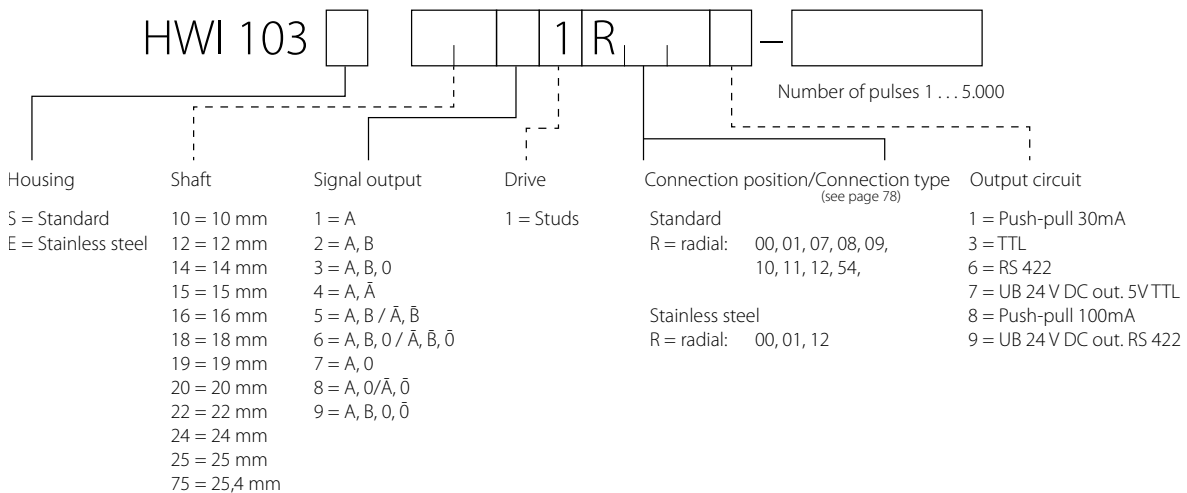 HWI 103 1 R –
Number of pulses 1 . . . 5.000
Housing Shaft Signal output Drive Connection position/Connection type Output circuit
(see page 78)
S = Standard 10 = 10 mm 1 = A 1 = Studs Standard 1 = Push-pull 30mA
E = Stainless steel 12 = 12 mm 2 = A, B R = radial: 00, 01, 07, 08, 09, 3 = TTL
14 = 14 mm 3 = A, B, 0 10, 11, 12, 54, 6 = RS 422
15 = 15 mm 4 = A, Ā 7 = UB 24 V DC out. 5V TTL
16 = 16 mm 5 = A, B / Ā, B̄ Stainless steel 8 = Push-pull 100mA
18 = 18 mm 6 = A, B, 0 / Ā, B̄, 0̄ R = radial: 00, 01, 12 9 = UB 24 V DC out. RS 422
19 = 19 mm 7 = A, 0
20 = 20 mm 8 = A, 0/Ā, 0̄
22 = 22 mm 9 = A, B, 0, 0̄
24 = 24 mm
25 = 25 mm
75 = 25,4 mm